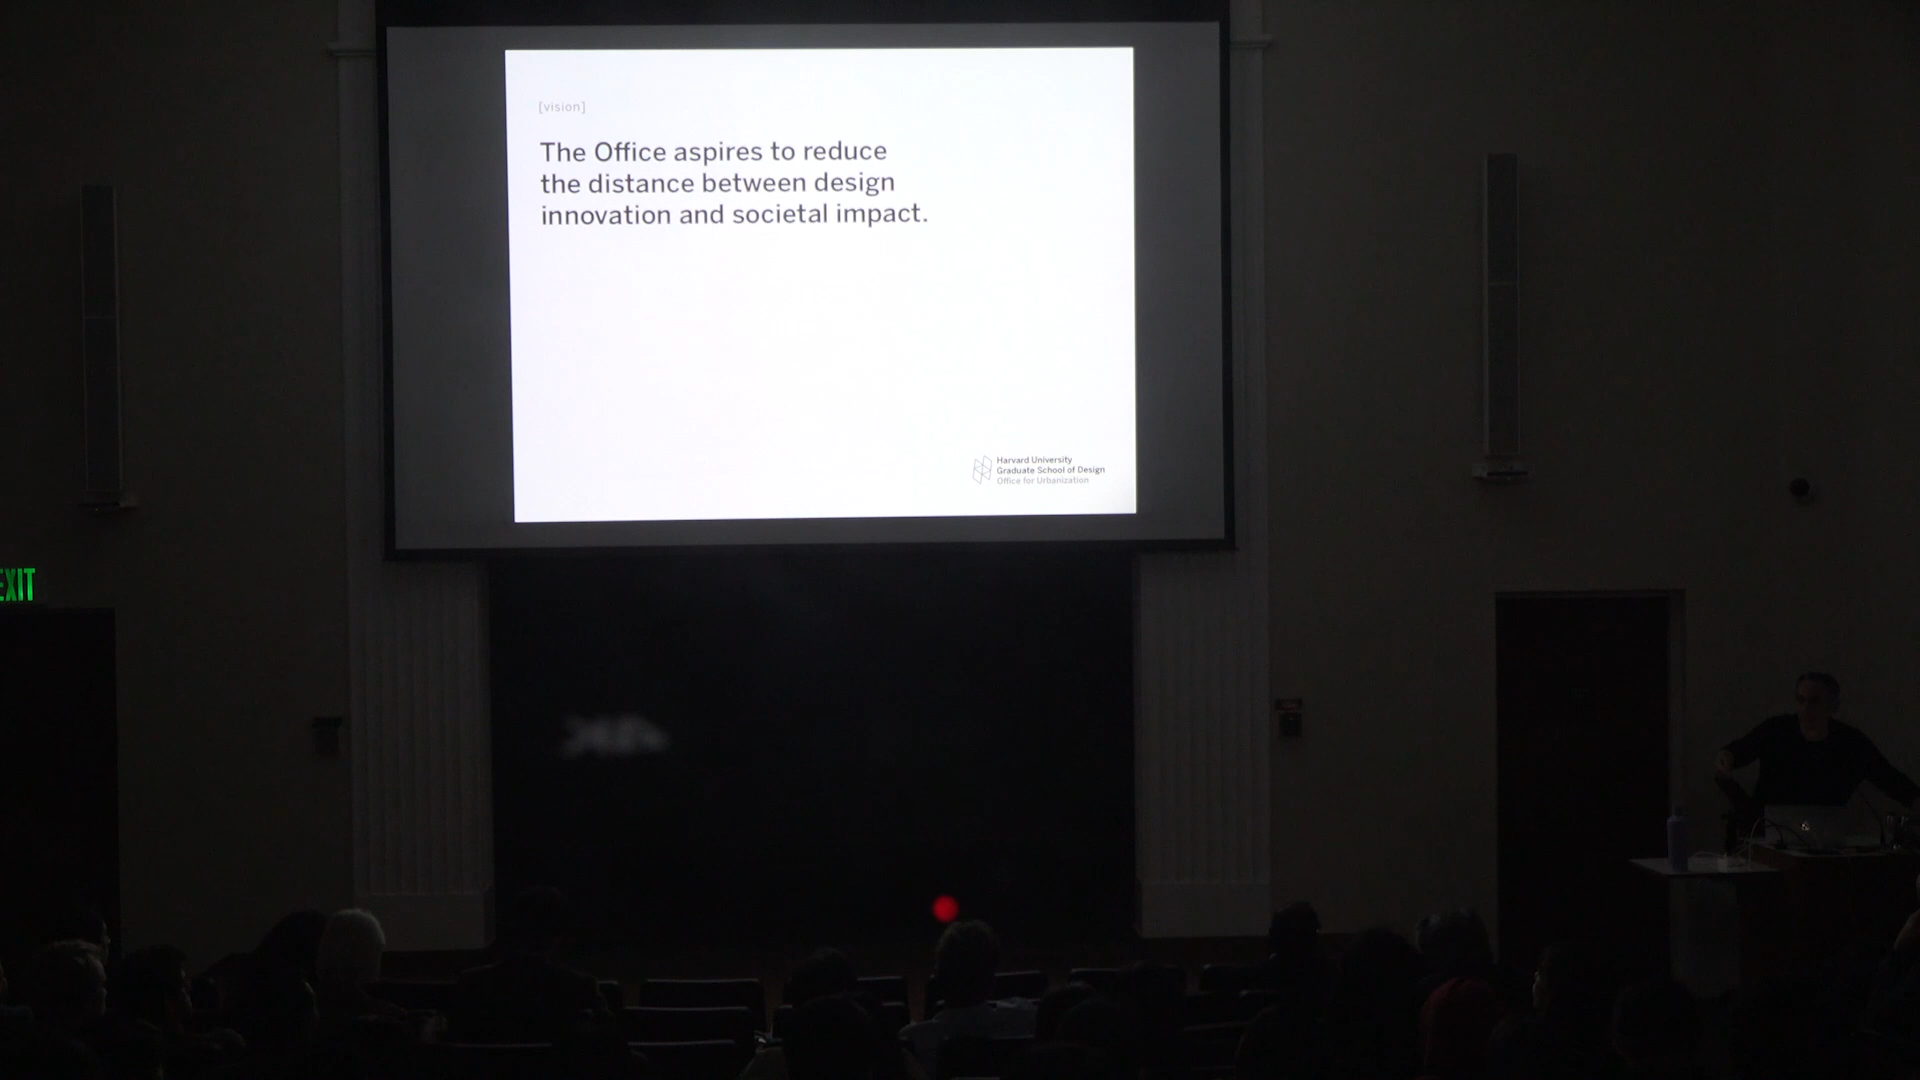 [vision]
The Office aspires to reduce
the distance between design
innovation and societal impact.
Harvard University
Graduate School of Design
Office for Urbanization
EXIT